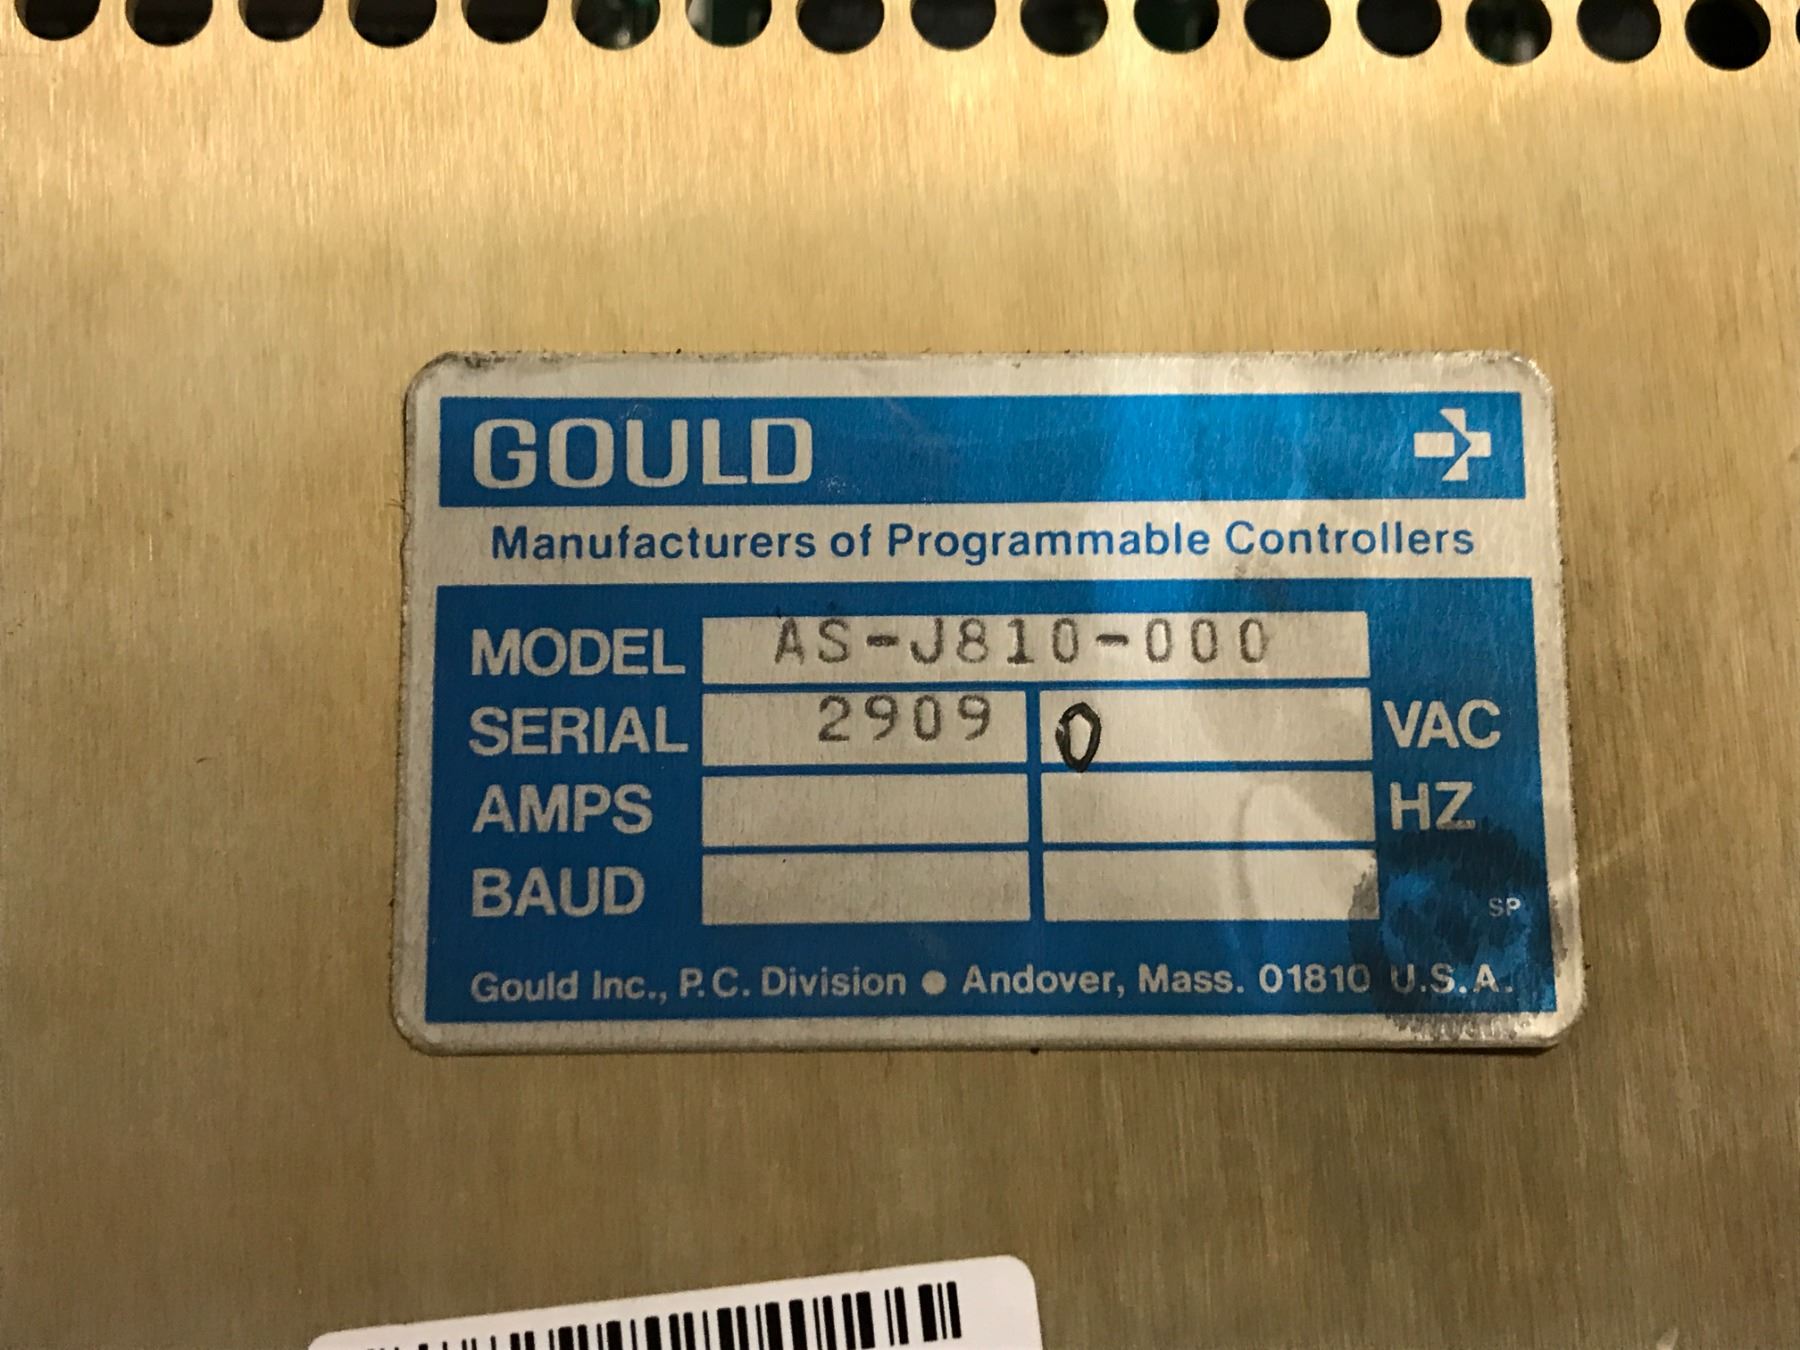 GOULD
Manufacturers of Programmable Controllers
MODEL AS-J810-000
SERIAL 2909 0 VAC
AMPS HZ
BAUD
SP
Gould Inc., P.C. Division ● Andover, Mass. 01810 U.S.A.